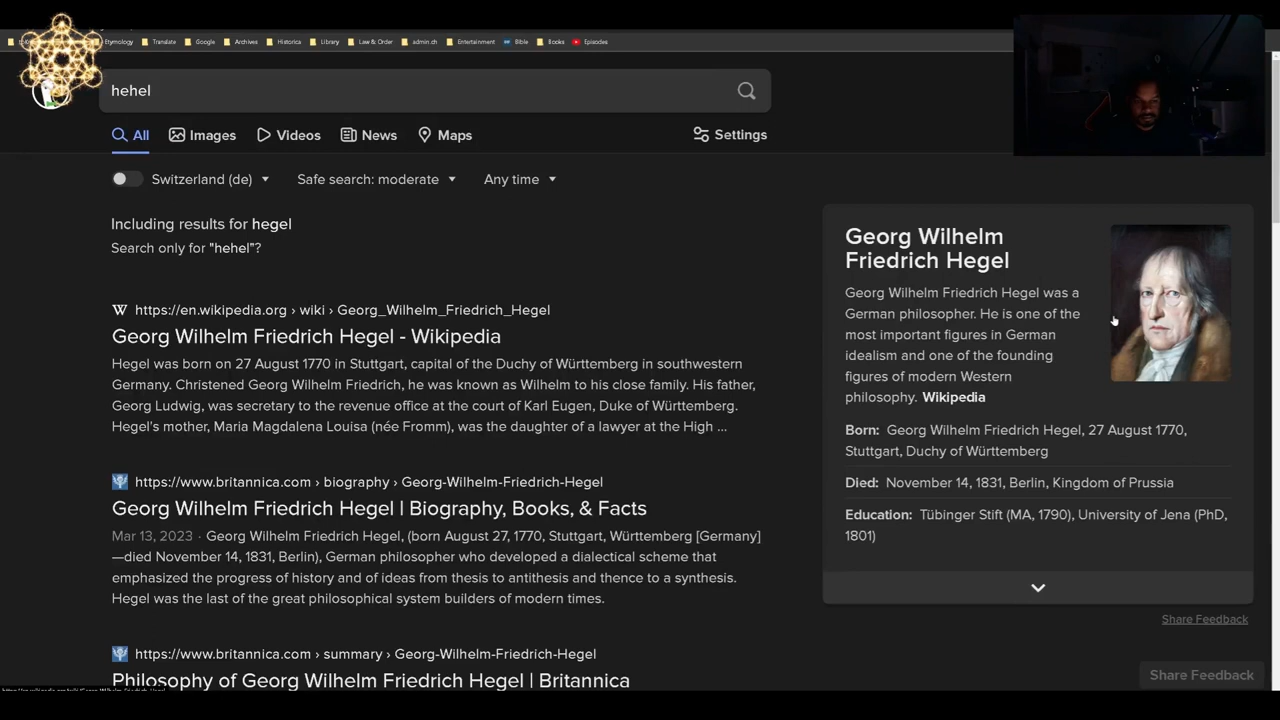 Etymology Translate Google Archives Historica Library Law & Order admin.ch Entertainment Bible Books Episodes
hehel
All Images Videos News Maps Settings
Switzerland (de) Safe search: moderate Any time
Including results for hegel
Search only for "hehel"?
https://en.wikipedia.org › wiki › Georg_Wilhelm_Friedrich_Hegel
Georg Wilhelm Friedrich Hegel - Wikipedia
Hegel was born on 27 August 1770 in Stuttgart, capital of the Duchy of Württemberg in southwestern
Germany. Christened Georg Wilhelm Friedrich, he was known as Wilhelm to his close family. His father,
Georg Ludwig, was secretary to the revenue office at the court of Karl Eugen, Duke of Württemberg.
Hegel's mother, Maria Magdalena Louisa (née Fromm), was the daughter of a lawyer at the High ...
https://www.britannica.com › biography › Georg-Wilhelm-Friedrich-Hegel
Georg Wilhelm Friedrich Hegel | Biography, Books, & Facts
Mar 13, 2023 · Georg Wilhelm Friedrich Hegel, (born August 27, 1770, Stuttgart, Württemberg [Germany]
—died November 14, 1831, Berlin), German philosopher who developed a dialectical scheme that
emphasized the progress of history and of ideas from thesis to antithesis and thence to a synthesis.
Hegel was the last of the great philosophical system builders of modern times.
https://www.britannica.com › summary › Georg-Wilhelm-Friedrich-Hegel
Philosophy of Georg Wilhelm Friedrich Hegel | Britannica
Georg Wilhelm
Friedrich Hegel
Georg Wilhelm Friedrich Hegel was a
German philosopher. He is one of the
most important figures in German
idealism and one of the founding
figures of modern Western
philosophy. Wikipedia
Born: Georg Wilhelm Friedrich Hegel, 27 August 1770,
Stuttgart, Duchy of Württemberg
Died: November 14, 1831, Berlin, Kingdom of Prussia
Education: Tübinger Stift (MA, 1790), University of Jena (PhD,
1801)
Share Feedback
Share Feedback